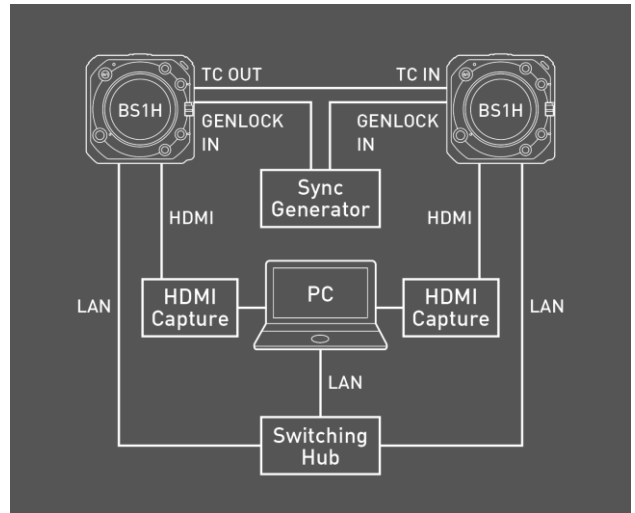 TC OUT
TC IN
BS1H
BS1H
GENLOCK
IN
GENLOCK
IN
Sync
Generator
HDMI
HDMI
LAN
HDMI
Capture
PC
HDMI
Capture
LAN
LAN
Switching
Hub